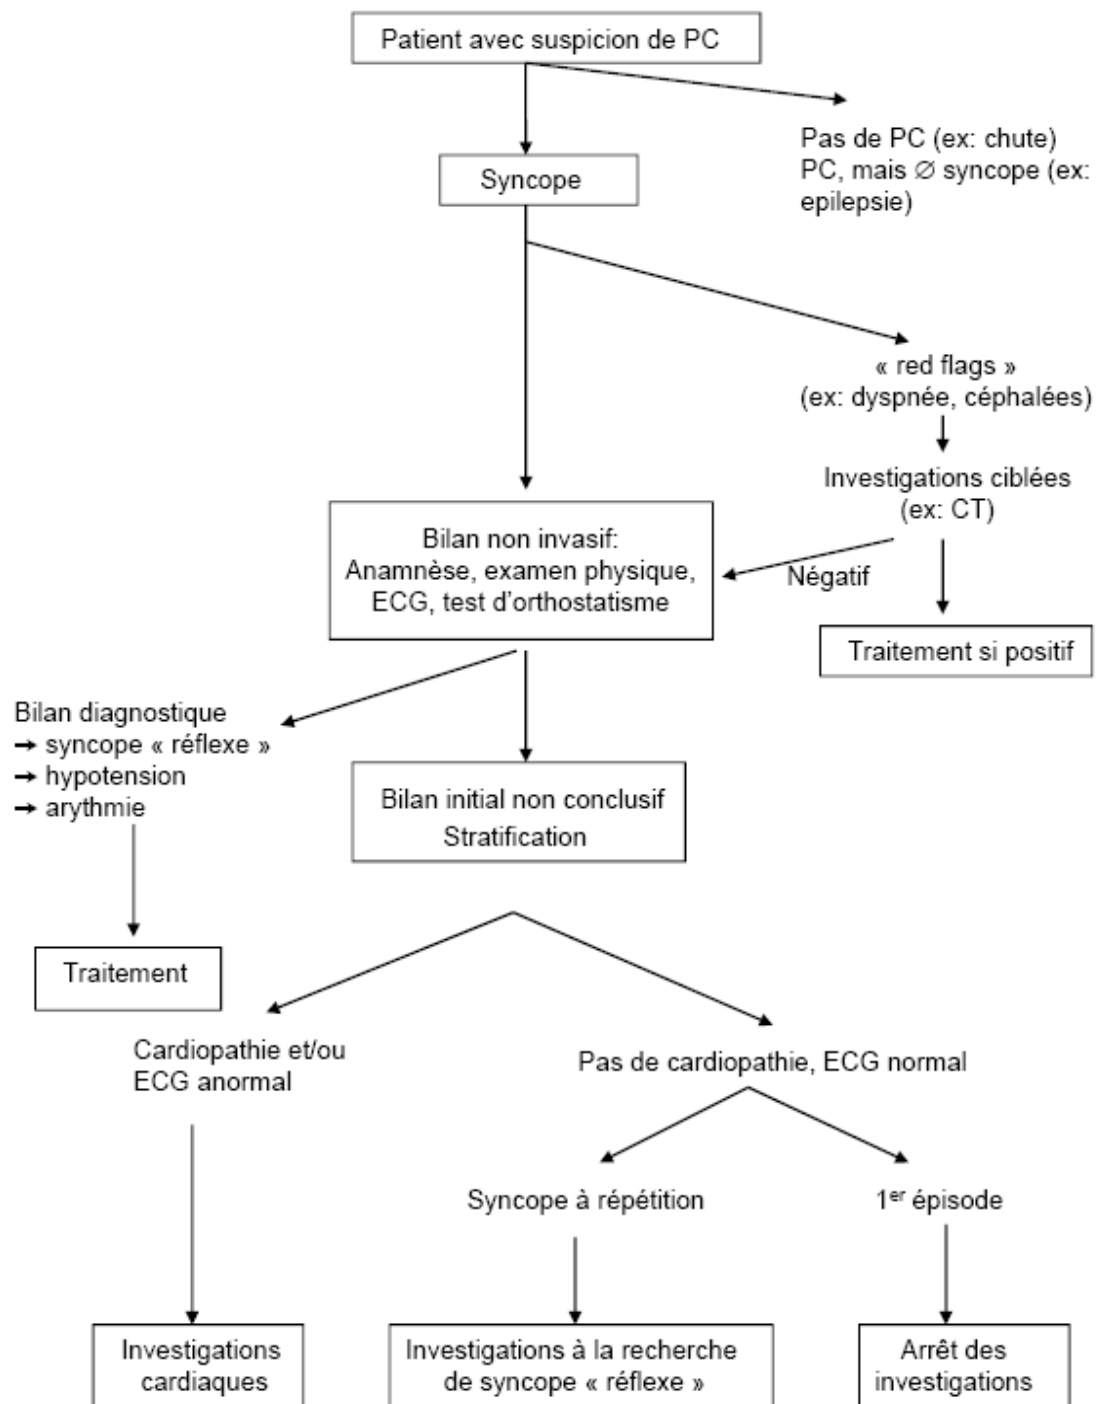 Patient avec suspicion de PC
Pas de PC (ex: chute)
PC, mais ∅ syncope (ex:
epilepsie)
Syncope
« red flags »
(ex: dyspnée, céphalées)
Investigations ciblées
(ex: CT)
Bilan non invasif:
Anamnèse, examen physique,
ECG, test d'orthostatisme
Négatif
Traitement si positif
Bilan diagnostique
→ syncope « réflexe »
→ hypotension
→ arythmie
Bilan initial non conclusif
Stratification
Traitement
Cardiopathie et/ou
ECG anormal
Pas de cardiopathie, ECG normal
Syncope à répétition
1er épisode
Investigations
cardiaques
Investigations à la recherche
de syncope « réflexe »
Arrêt des
investigations